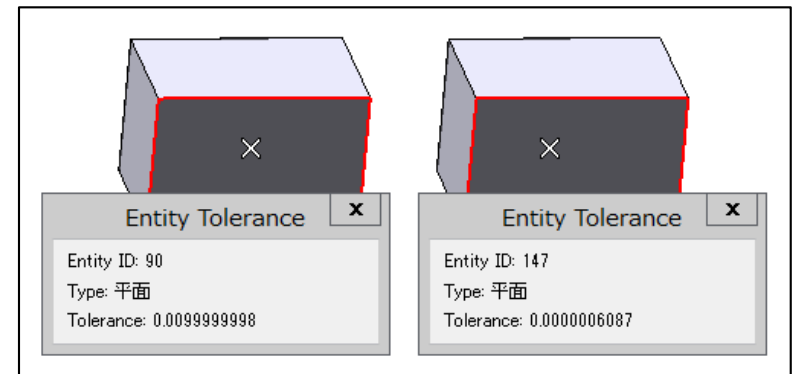 Entity Tolerance x
Entity ID: 90
Type: 平面
Tolerance: 0.0099999998
Entity Tolerance x
Entity ID: 147
Type: 平面
Tolerance: 0.0000006087